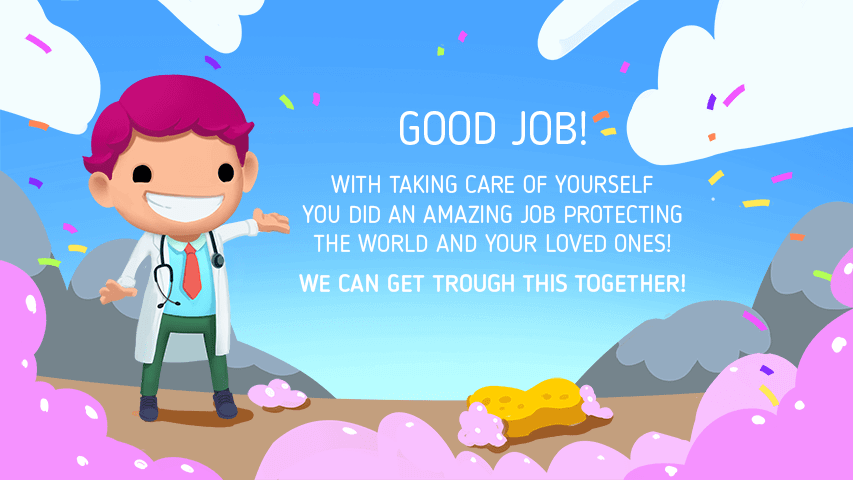 GOOD JOB!
WITH TAKING CARE OF YOURSELF
YOU DID AN AMAZING JOB PROTECTING
THE WORLD AND YOUR LOVED ONES!
WE CAN GET TROUGH THIS TOGETHER!